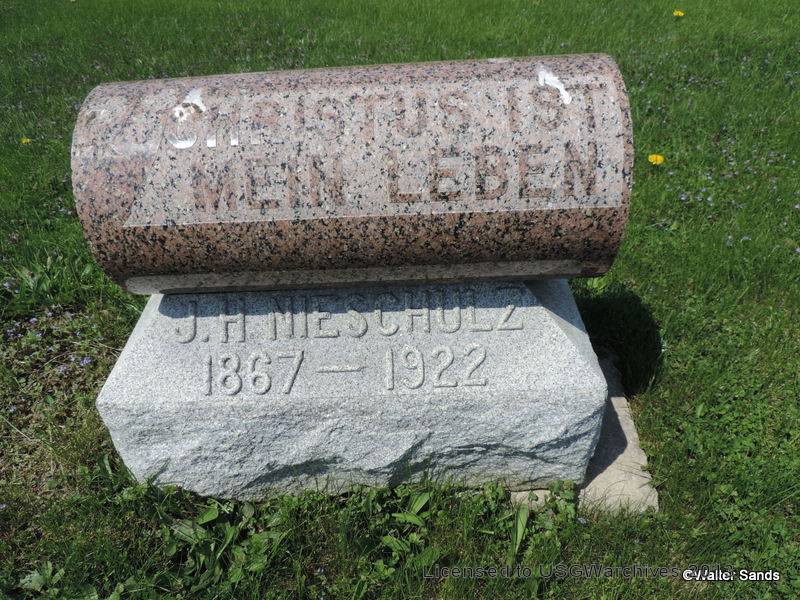 CHRISTUS IST
MEIN LEBEN
J.H. NIESCHULZ
1867 — 1922
Licensed to USGWarchives
©Walter Sands